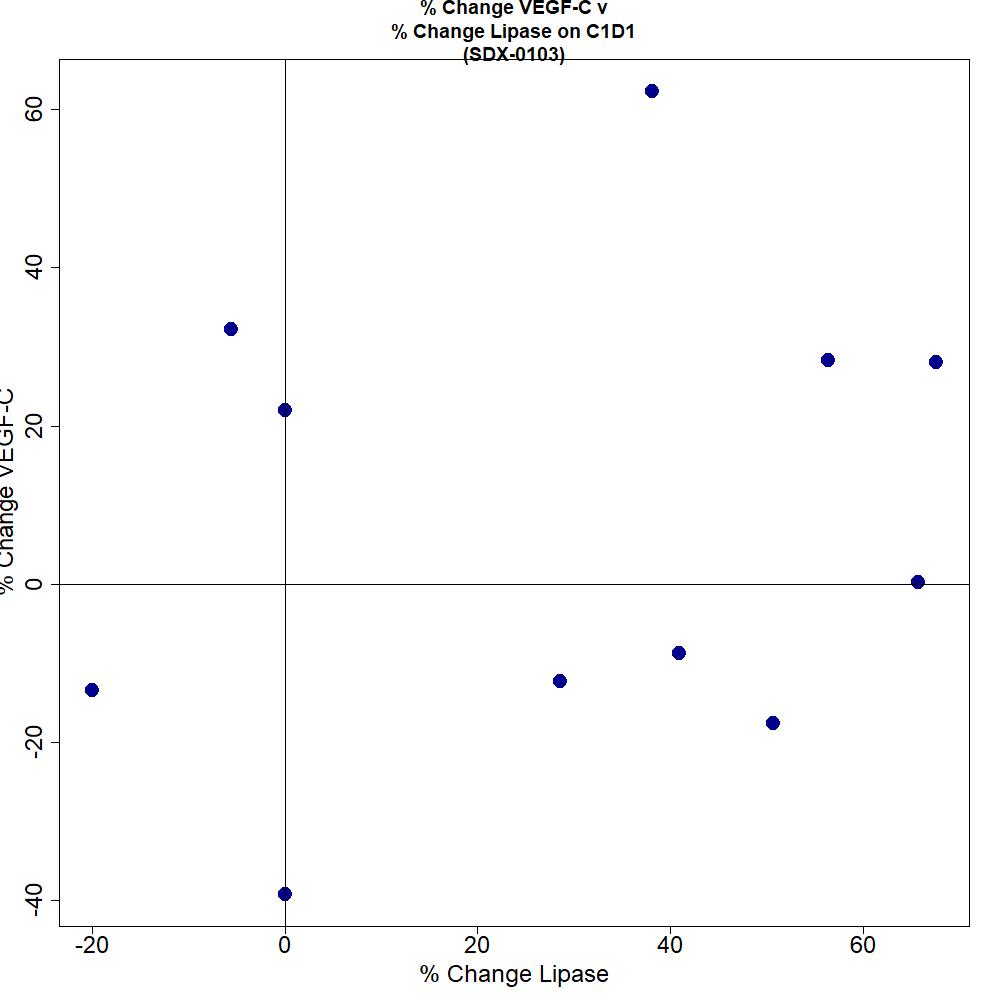 % Change VEGF-C v
% Change Lipase on C1D1
(SDX-0103)
% Change VEGF-C
60
40
20
0
-20
-40
-20
0
20
40
60
% Change Lipase